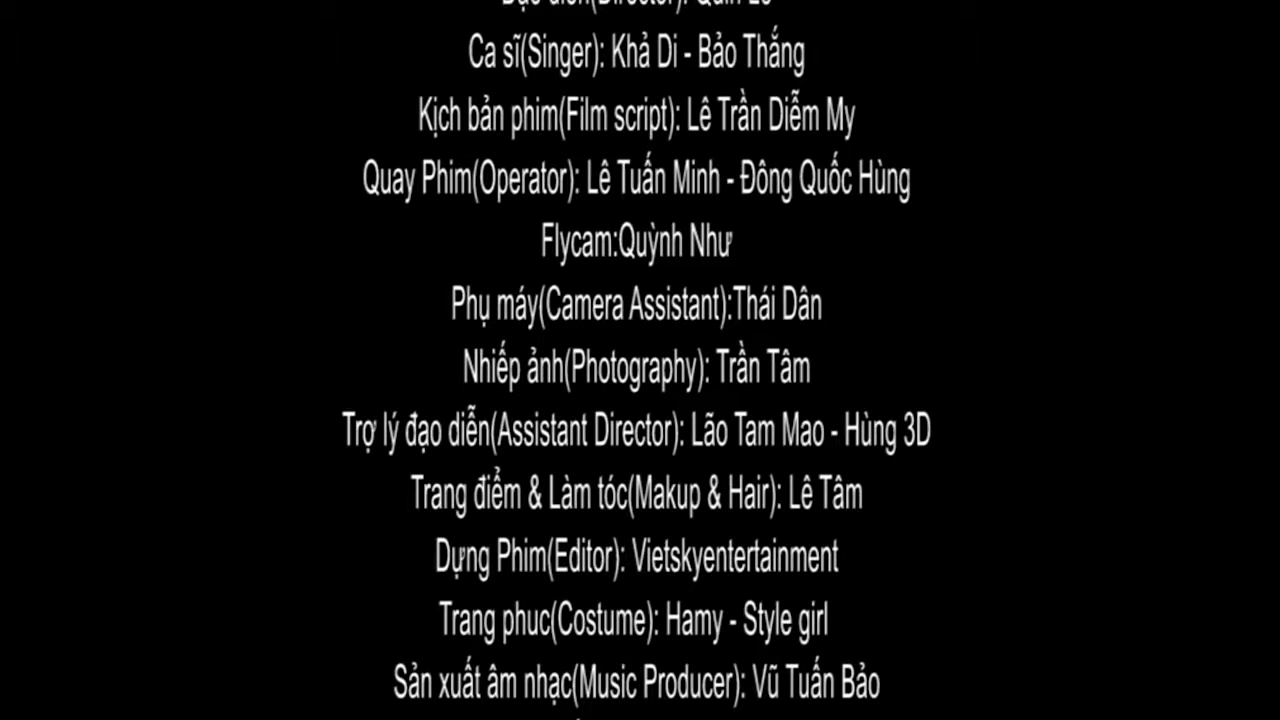 Ca sĩ(Singer): Khả Di - Bảo Thắng
Kịch bản phim(Film script): Lê Trần Diễm My
Quay Phim(Operator): Lê Tuấn Minh - Đông Quốc Hùng
Flycam:Quỳnh Như
Phụ máy(Camera Assistant):Thái Dân
Nhiếp ảnh(Photography): Trần Tâm
Trợ lý đạo diễn(Assistant Director): Lão Tam Mao - Hùng 3D
Trang điểm & Làm tóc(Makup & Hair): Lê Tâm
Dựng Phim(Editor): Vietskyentertainment
Trang phuc(Costume): Hamy - Style girl
Sản xuất âm nhạc(Music Producer): Vũ Tuấn Bảo